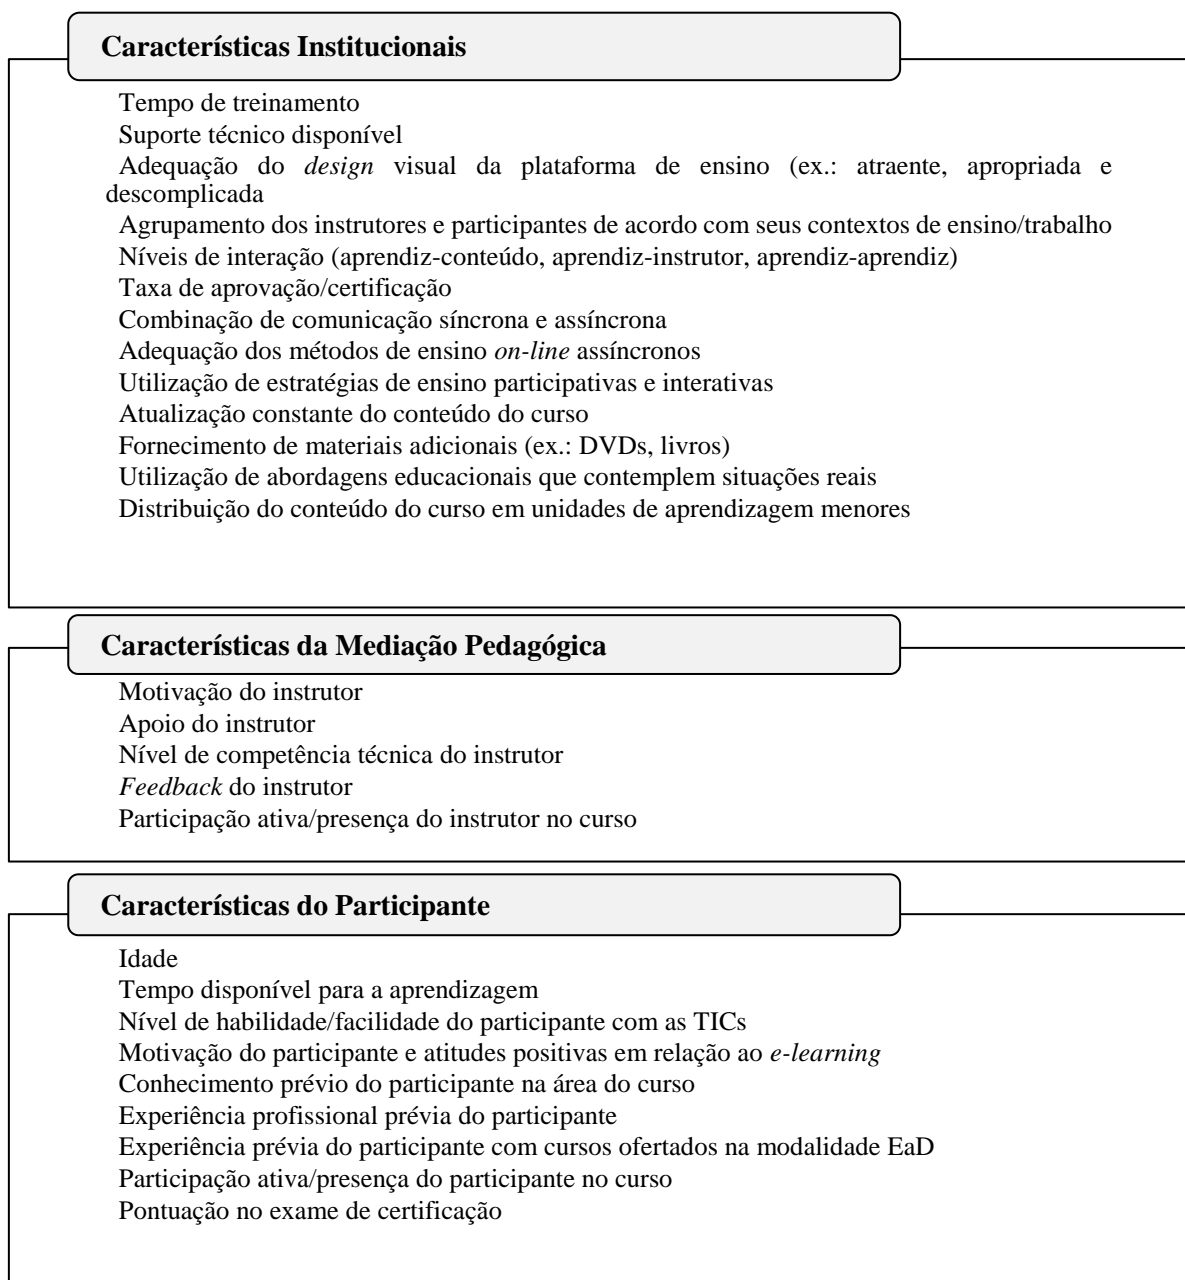 Características Institucionais
Tempo de treinamento
Suporte técnico disponível
Adequação do design visual da plataforma de ensino (ex.: atraente, apropriada e
descomplicada
Agrupamento dos instrutores e participantes de acordo com seus contextos de ensino/trabalho
Níveis de interação (aprendiz-conteúdo, aprendiz-instrutor, aprendiz-aprendiz)
Taxa de aprovação/certificação
Combinação de comunicação síncrona e assíncrona
Adequação dos métodos de ensino on-line assíncronos
Utilização de estratégias de ensino participativas e interativas
Atualização constante do conteúdo do curso
Fornecimento de materiais adicionais (ex.: DVDs, livros)
Utilização de abordagens educacionais que contemplem situações reais
Distribuição do conteúdo do curso em unidades de aprendizagem menores
Características da Mediação Pedagógica
Motivação do instrutor
Apoio do instrutor
Nível de competência técnica do instrutor
Feedback do instrutor
Participação ativa/presença do instrutor no curso
Características do Participante
Idade
Tempo disponível para a aprendizagem
Nível de habilidade/facilidade do participante com as TICs
Motivação do participante e atitudes positivas em relação ao e-learning
Conhecimento prévio do participante na área do curso
Experiência profissional prévia do participante
Experiência prévia do participante com cursos ofertados na modalidade EaD
Participação ativa/presença do participante no curso
Pontuação no exame de certificação